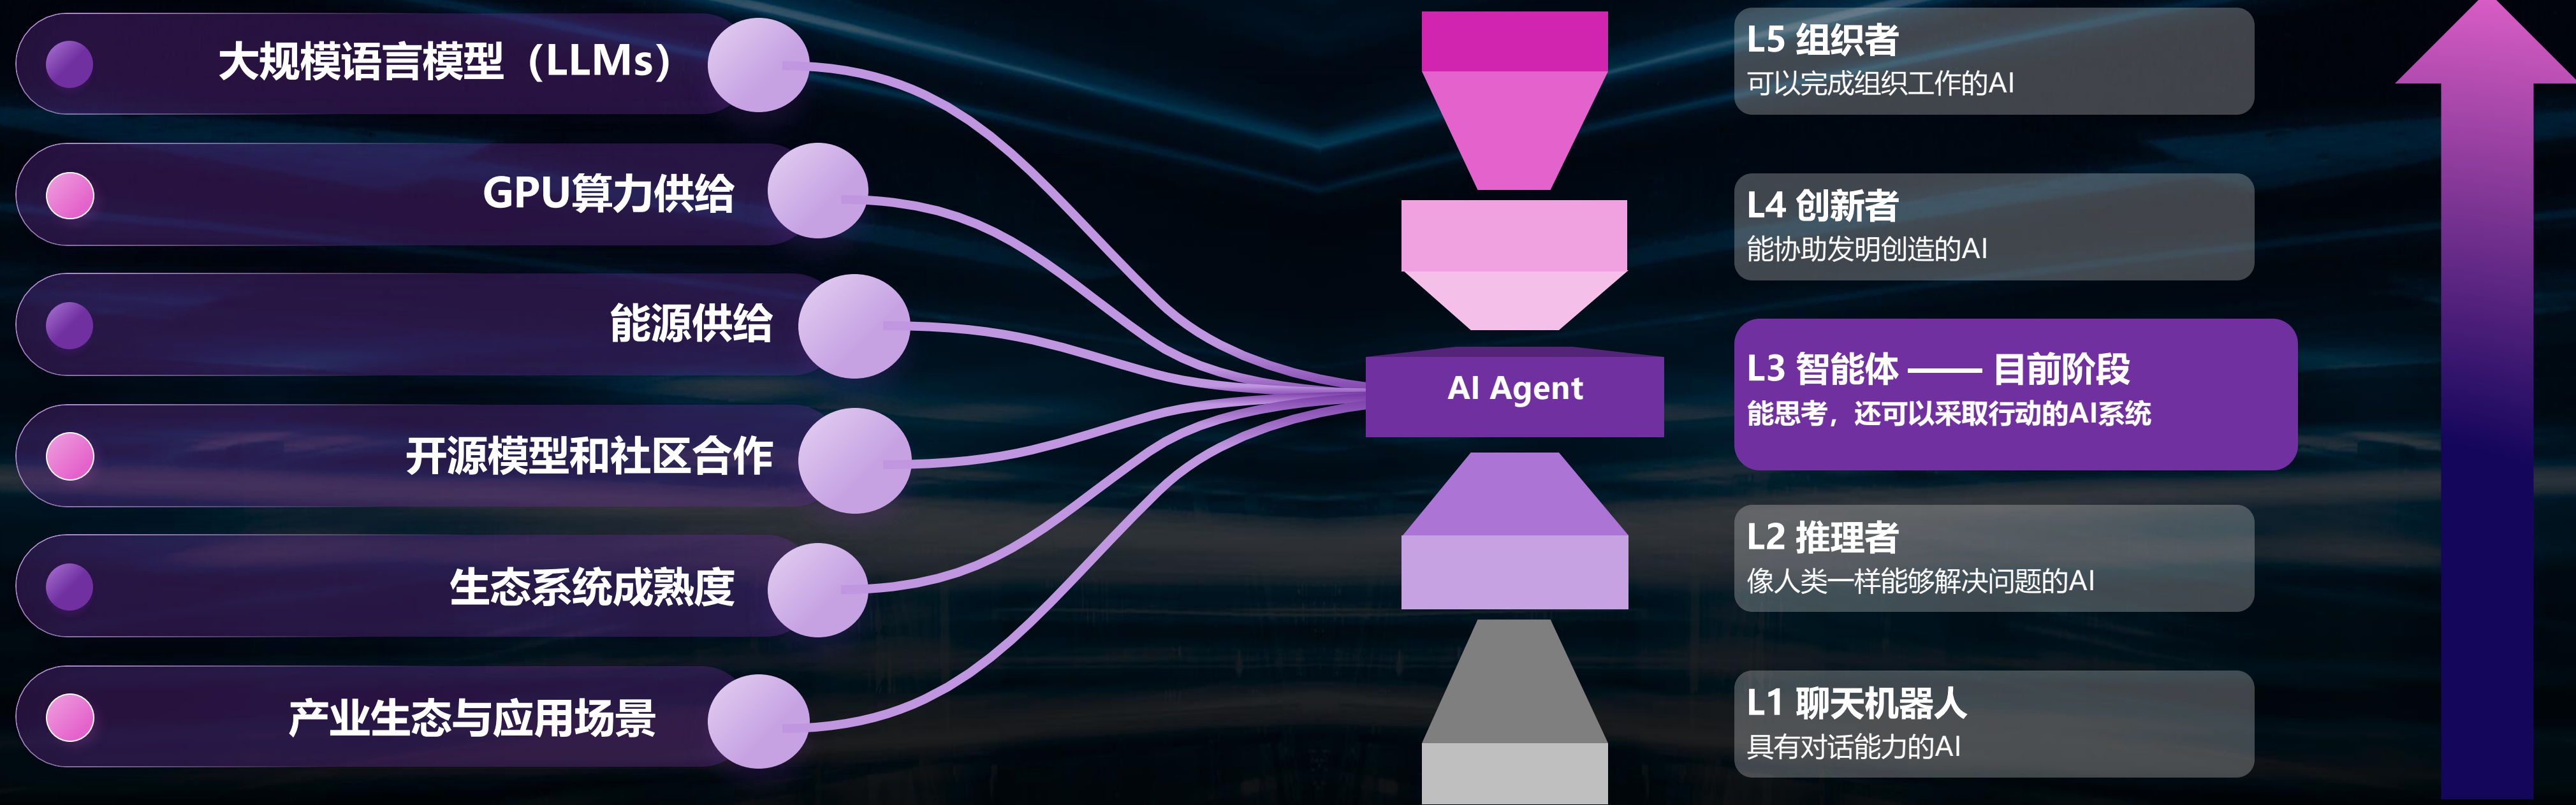 大规模语言模型（LLMs）
GPU算力供给
能源供给
开源模型和社区合作
生态系统成熟度
产业生态与应用场景
AI Agent
L5 组织者
可以完成组织工作的AI
L4 创新者
能协助发明创造的AI
L3 智能体 —— 目前阶段
能思考，还可以采取行动的AI系统
L2 推理者
像人类一样能够解决问题的AI
L1 聊天机器人
具有对话能力的AI